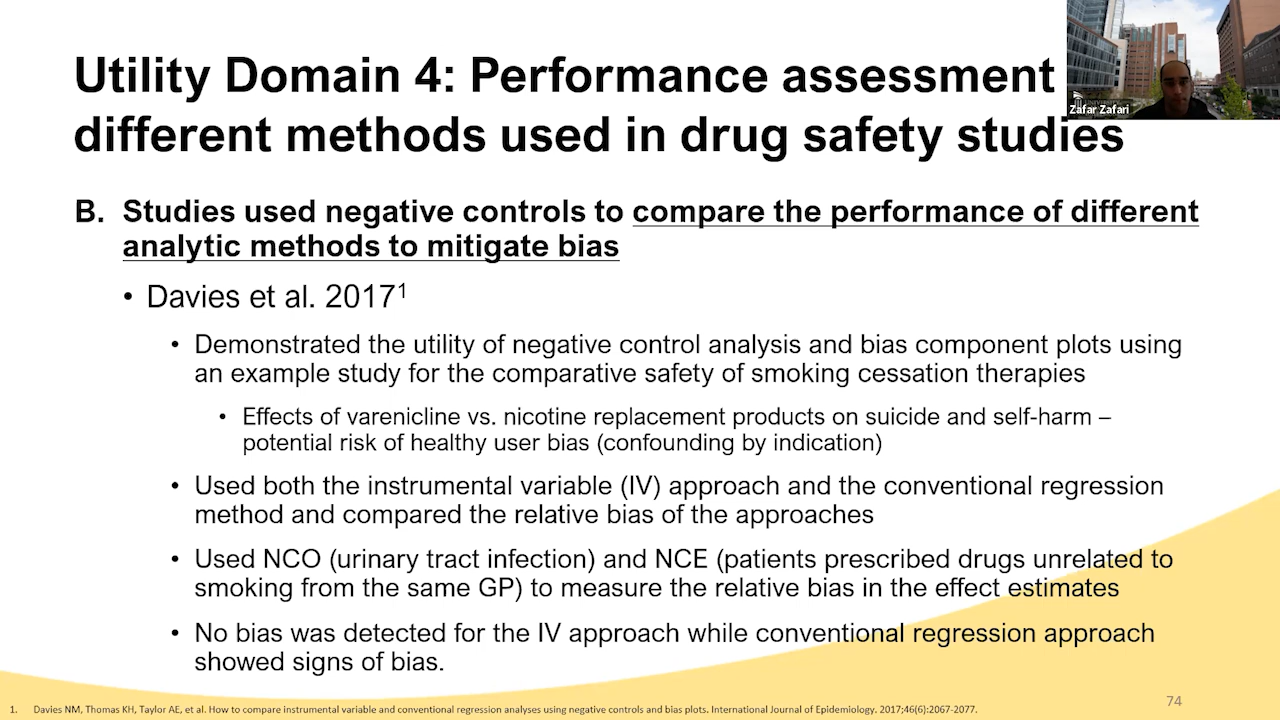 Utility Domain 4: Performance assessment
different methods used in drug safety studies
Zafar Zafari
B. Studies used negative controls to compare the performance of different
analytic methods to mitigate bias
• Davies et al. 2017¹
• Demonstrated the utility of negative control analysis and bias component plots using
an example study for the comparative safety of smoking cessation therapies
• Effects of varenicline vs. nicotine replacement products on suicide and self-harm –
potential risk of healthy user bias (confounding by indication)
• Used both the instrumental variable (IV) approach and the conventional regression
method and compared the relative bias of the approaches
• Used NCO (urinary tract infection) and NCE (patients prescribed drugs unrelated to
smoking from the same GP) to measure the relative bias in the effect estimates
• No bias was detected for the IV approach while conventional regression approach
showed signs of bias.
74
1. Davies NM, Thomas KH, Taylor AE, et al. How to compare instrumental variable and conventional regression analyses using negative controls and bias plots. International Journal of Epidemiology. 2017;46(6):2067-2077.